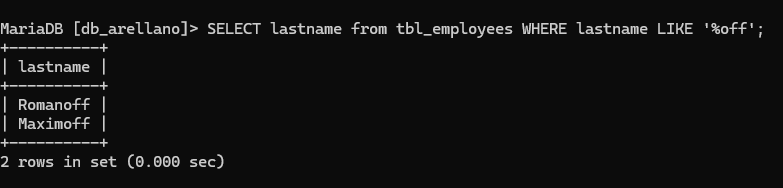 MariaDB [db_arellano]> SELECT lastname from tbl_employees WHERE lastname LIKE '%off';
+----------+
| lastname |
+----------+
| Romanoff |
| Maximoff |
+----------+
2 rows in set (0.000 sec)